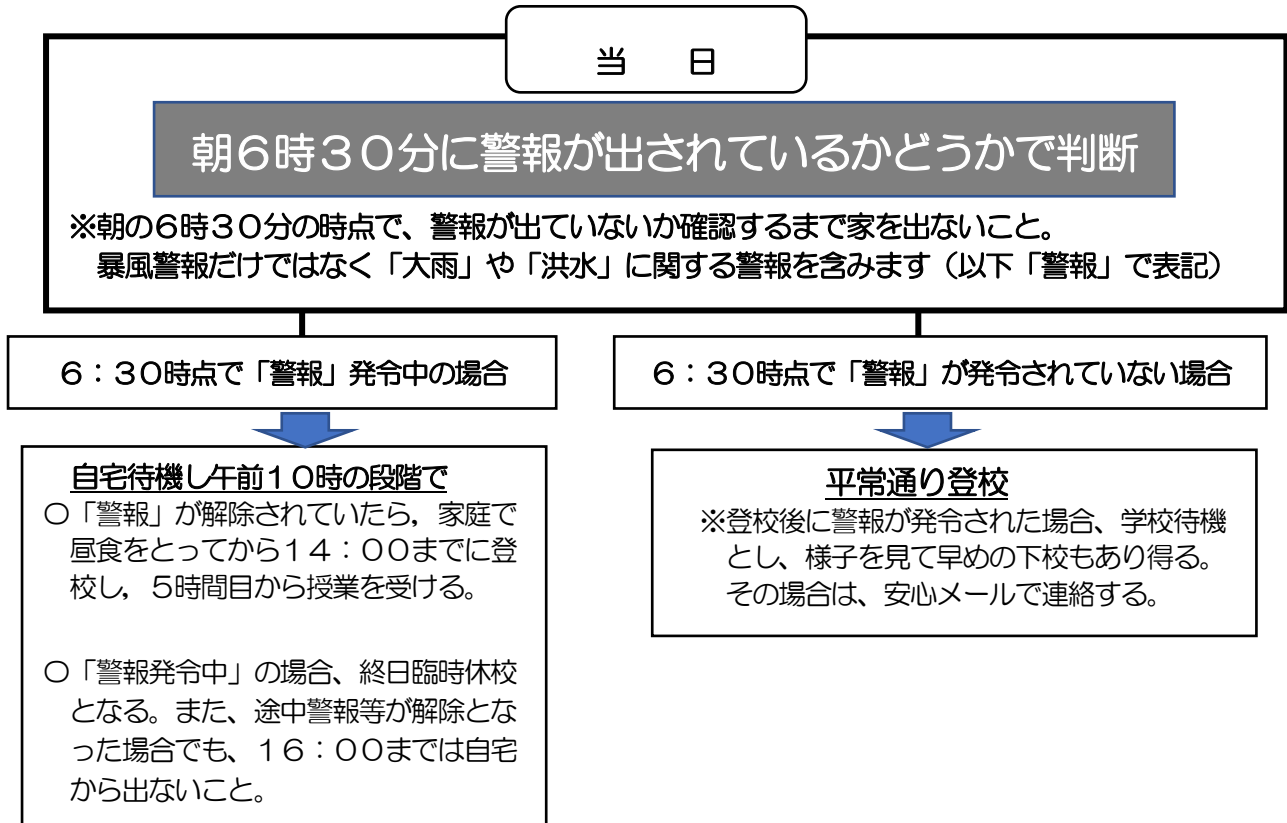 当　日
朝６時３０分に警報が出されているかどうかで判断
※朝の６時３０分の時点で、警報が出ていないか確認するまで家を出ないこと。
暴風警報だけではなく「大雨」や「洪水」に関する警報を含みます（以下「警報」で表記）
６：３０時点で「警報」発令中の場合
自宅待機し午前１０時の段階で
〇「警報」が解除されていたら，家庭で
昼食をとってから１４：００までに登
校し，５時間目から授業を受ける。
〇「警報発令中」の場合、終日臨時休校
となる。また、途中警報等が解除とな
った場合でも、１６：００までは自宅
から出ないこと。
６：３０時点で「警報」が発令されていない場合
平常通り登校
※登校後に警報が発令された場合、学校待機
とし、様子を見て早めの下校もあり得る。
その場合は、安心メールで連絡する。